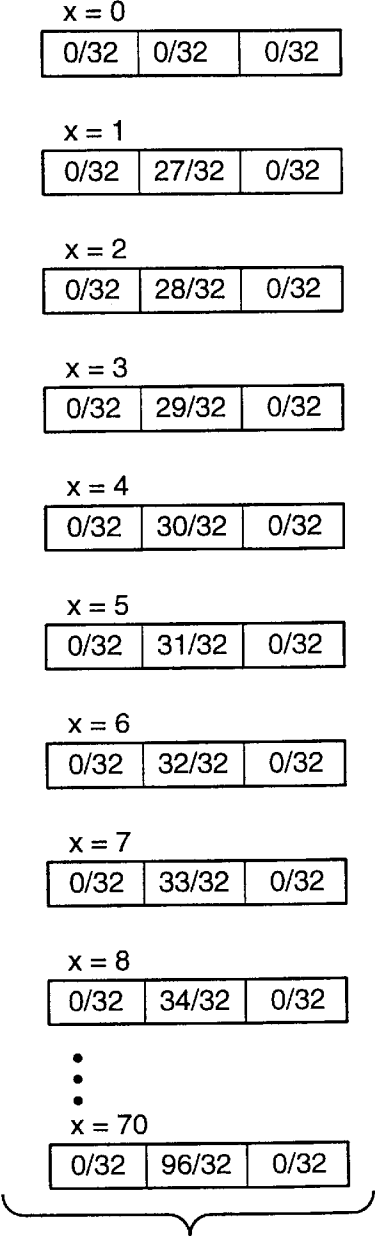 x = 0
0/32 0/32 0/32
x = 1
0/32 27/32 0/32
x = 2
0/32 28/32 0/32
x = 3
0/32 29/32 0/32
x = 4
0/32 30/32 0/32
x = 5
0/32 31/32 0/32
x = 6
0/32 32/32 0/32
x = 7
0/32 33/32 0/32
x = 8
0/32 34/32 0/32
x = 70
0/32 96/32 0/32